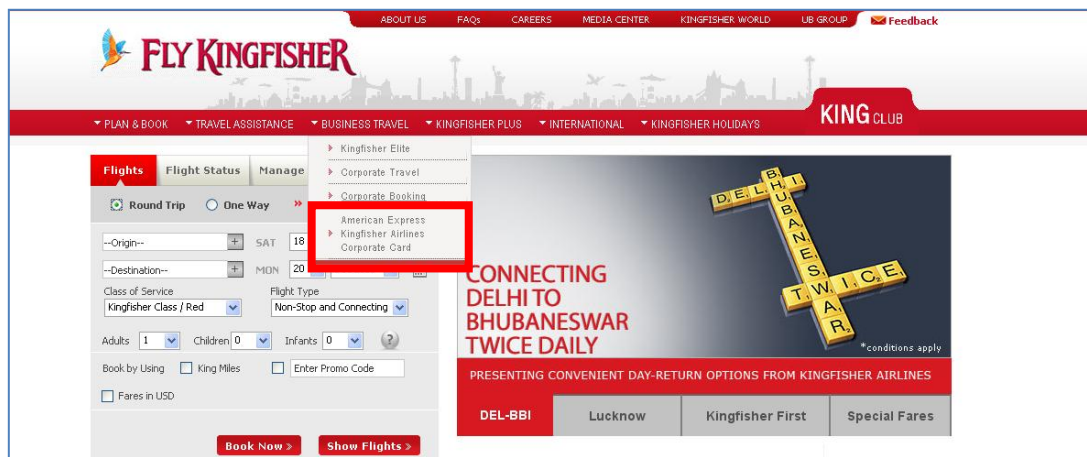 ABOUT US FAQs CAREERS MEDIA CENTER KINGFISHER WORLD UB GROUP Feedback
FLY KINGFISHER
KING CLUB
PLAN & BOOK TRAVEL ASSISTANCE BUSINESS TRAVEL KINGFISHER PLUS INTERNATIONAL KINGFISHER HOLIDAYS
Kingfisher Elite
Corporate Travel
Corporate Booking
American Express
Kingfisher Airlines
Corporate Card
Flights Flight Status Manage
Round Trip One Way »
--Origin-- + SAT 18
--Destination-- + MON 20
Class of Service Flight Type
Kingfisher Class / Red Non-Stop and Connecting
Adults 1 Children 0 Infants 0 ?
Book by Using King Miles Enter Promo Code
Fares in USD
Book Now » Show Flights »
DELHI
BHUBANESWAR
TWICE
CONNECTING
DELHI TO
BHUBANESWAR
TWICE DAILY
*conditions apply
PRESENTING CONVENIENT DAY-RETURN OPTIONS FROM KINGFISHER AIRLINES
DEL-BBI Lucknow Kingfisher First Special Fares